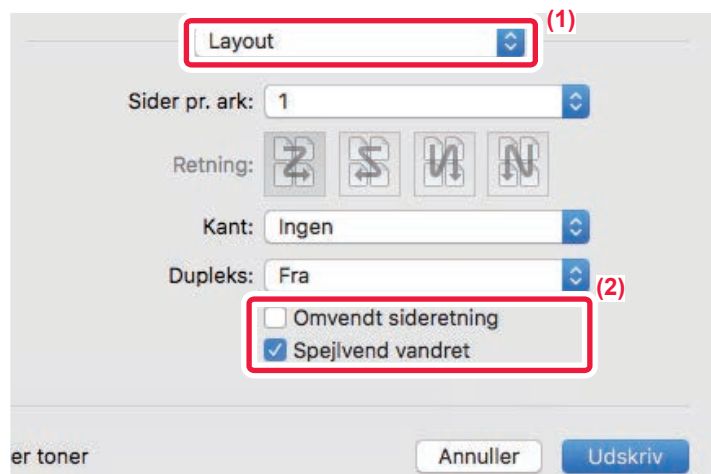 (1)
Layout
Sider pr. ark: 1
Retning:
Kant: Ingen
Dupleks: Fra
(2)
Omvendt sideretning
Spejlvend vandret
er toner
Annuller
Udskriv